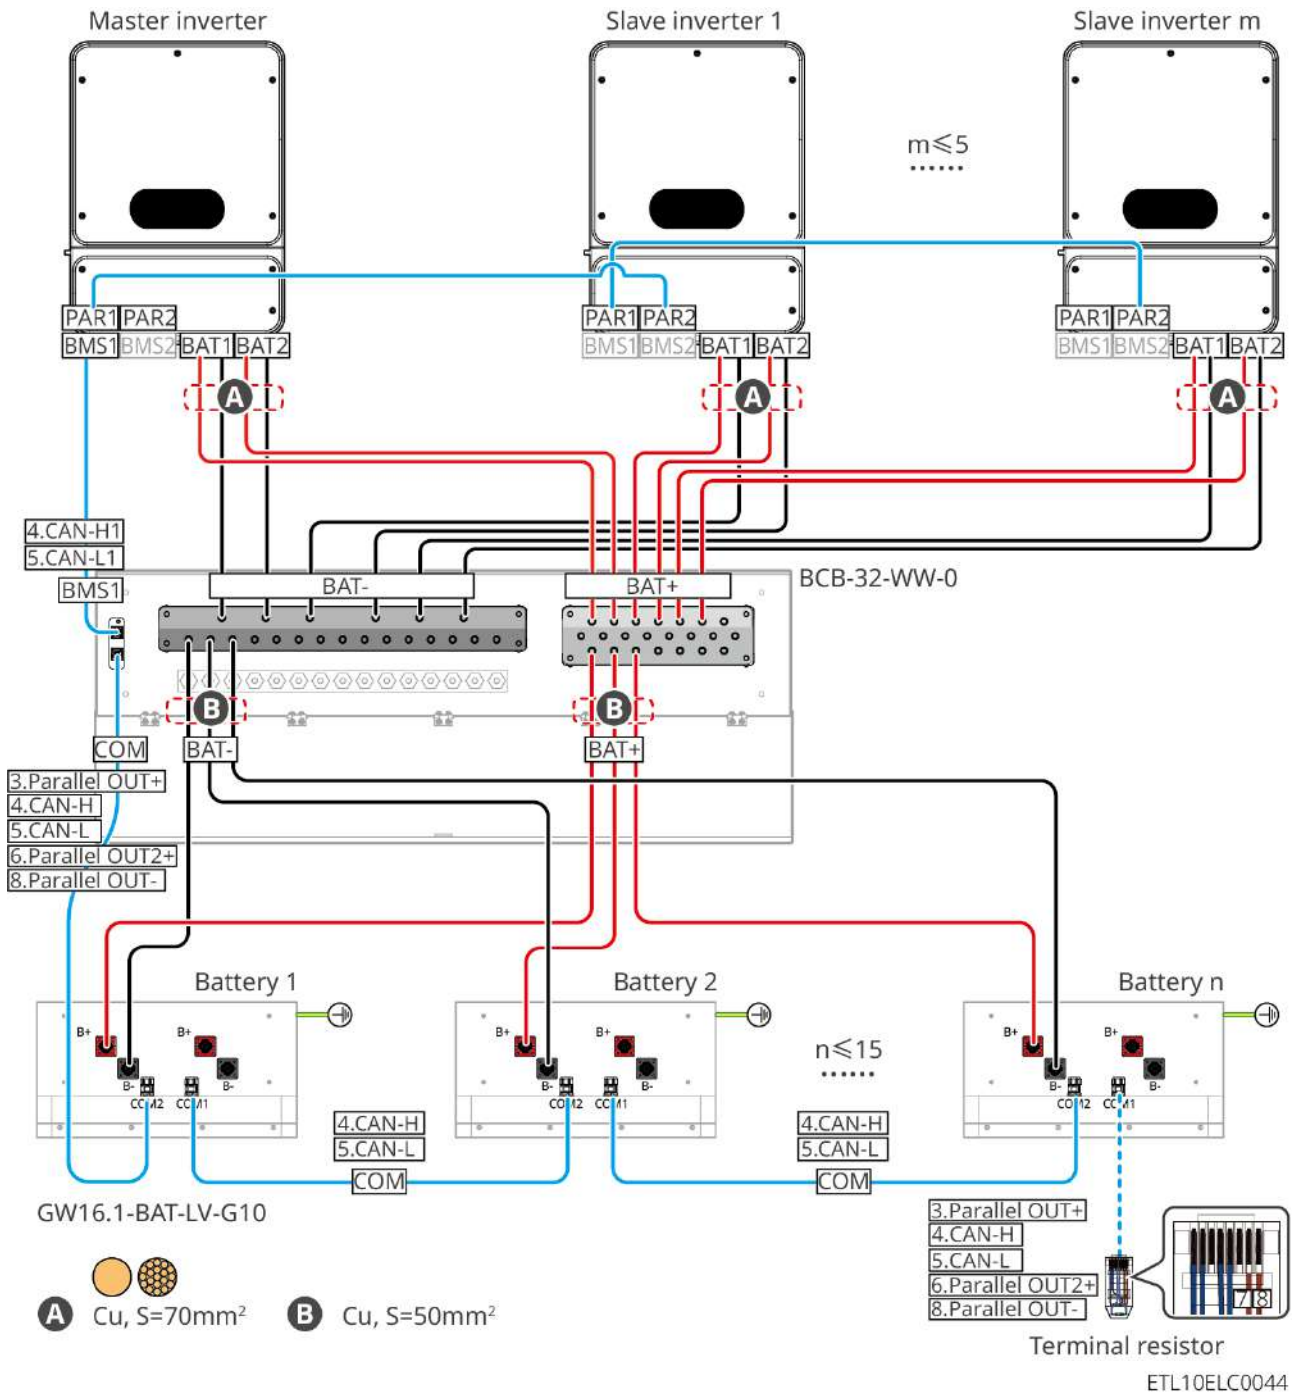 Master inverter
Slave inverter 1
Slave inverter m
m≤5
PAR1 PAR2
BMS1 BMS2 BAT1 BAT2
PAR1 PAR2
BMS1 BMS2 BAT1 BAT2
PAR1 PAR2
BMS1 BMS2 BAT1 BAT2
A
A
A
4.CAN-H1
5.CAN-L1
BMS1
BAT-
BAT+
BCB-32-WW-0
B
B
COM
BAT-
BAT+
3.Parallel OUT+
4.CAN-H
5.CAN-L
6.Parallel OUT2+
8.Parallel OUT-
Battery 1
Battery 2
Battery n
B+
B+
B-
B-
COM2
COM1
B+
B+
B-
B-
COM2
COM1
n≤15
B+
B+
B-
B-
COM2
COM1
4.CAN-H
5.CAN-L
COM
4.CAN-H
5.CAN-L
COM
GW16.1-BAT-LV-G10
3.Parallel OUT+
4.CAN-H
5.CAN-L
6.Parallel OUT2+
8.Parallel OUT-
7 8
A Cu, S=70mm²
B Cu, S=50mm²
Terminal resistor
ETL10ELC0044